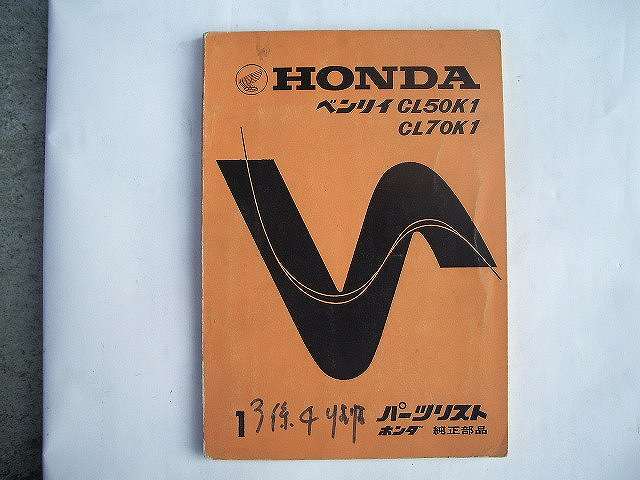 HONDA
ベンリイ CL50K1
CL70K1
1
パーツリスト
ホンダ 純正部品